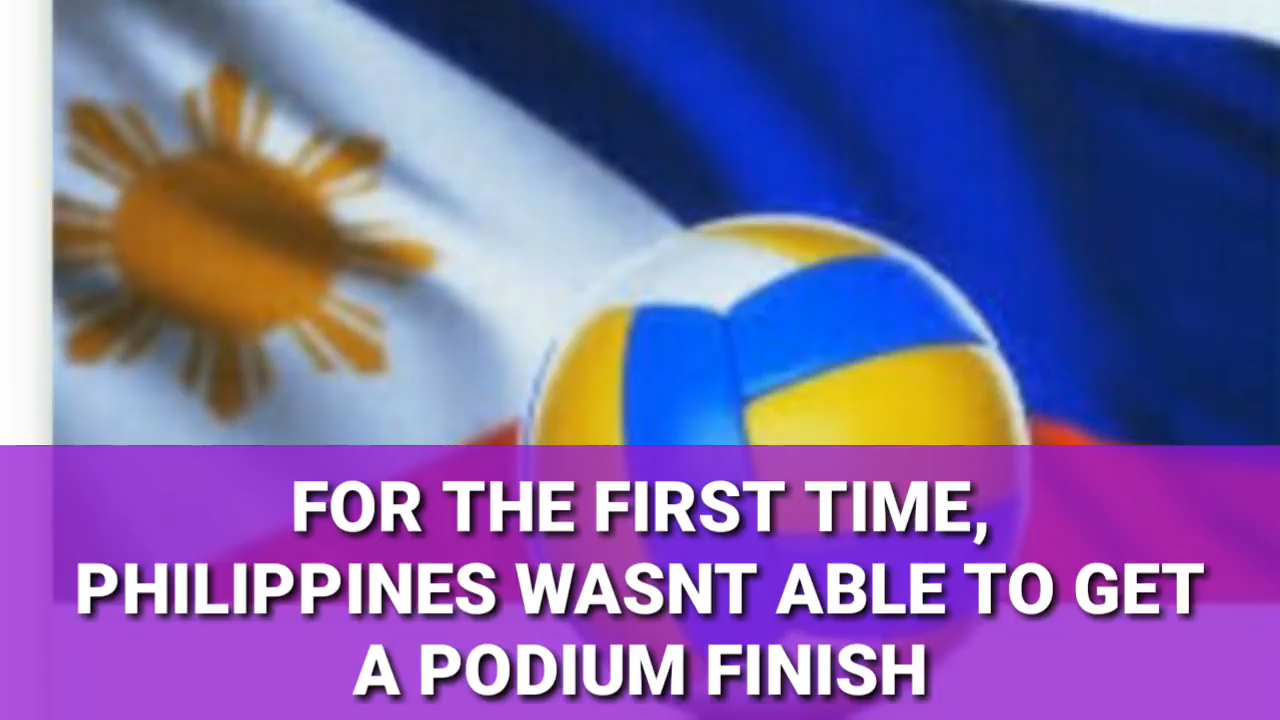 FOR THE FIRST TIME,
PHILIPPINES WASNT ABLE TO GET
A PODIUM FINISH